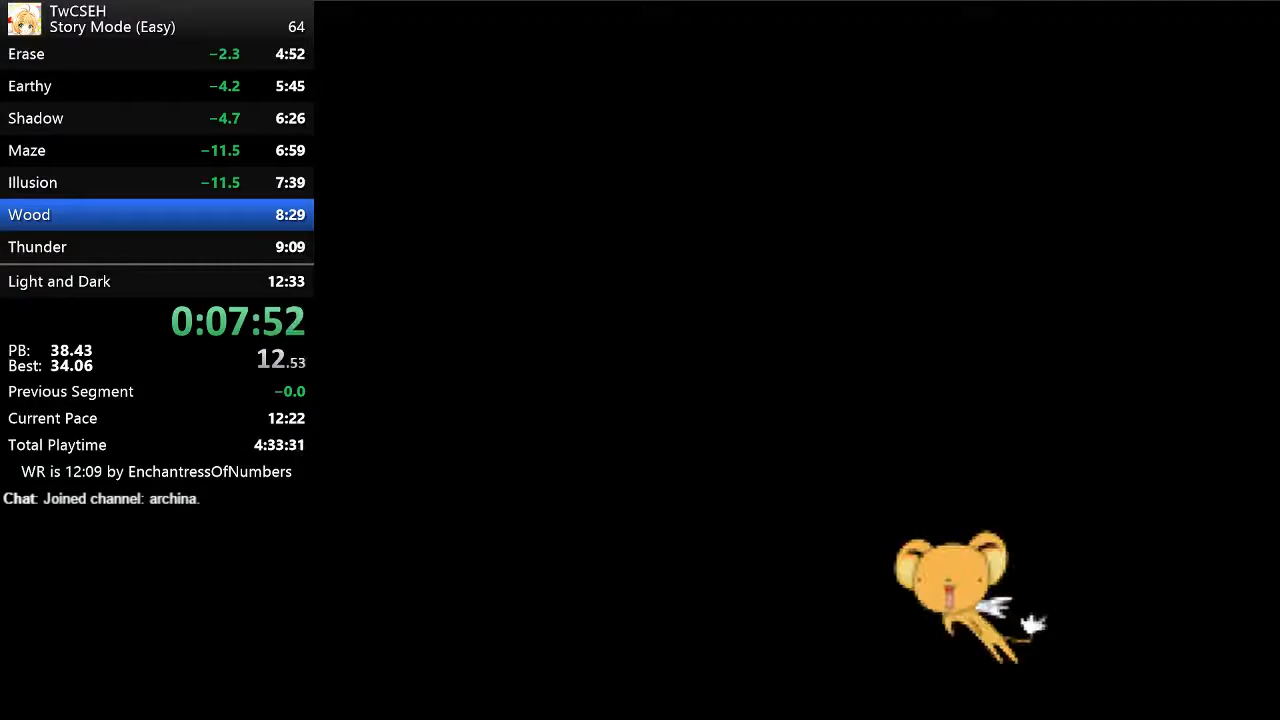 TwCSEH
Story Mode (Easy) 64
Erase −2.3 4:52
Earthy −4.2 5:45
Shadow −4.7 6:26
Maze −11.5 6:59
Illusion −11.5 7:39
Wood 8:29
Thunder 9:09
Light and Dark 12:33
0:07:52
PB: 38.43
Best: 34.06
12.53
Previous Segment −0.0
Current Pace 12:22
Total Playtime 4:33:31
WR is 12:09 by EnchantressOfNumbers
Chat: Joined channel: archina.